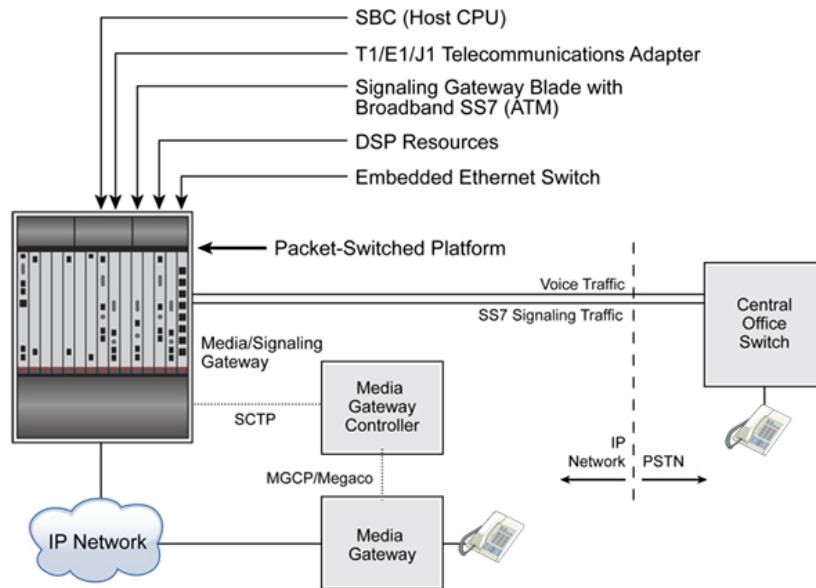 SBC (Host CPU)
T1/E1/J1 Telecommunications Adapter
Signaling Gateway Blade with
Broadband SS7 (ATM)
DSP Resources
Embedded Ethernet Switch
Packet-Switched Platform
Voice Traffic
SS7 Signaling Traffic
Central
Office
Switch
Media/Signaling
Gateway
SCTP
Media
Gateway
Controller
MGCP/Megaco
IP
Network
PSTN
IP Network
Media
Gateway